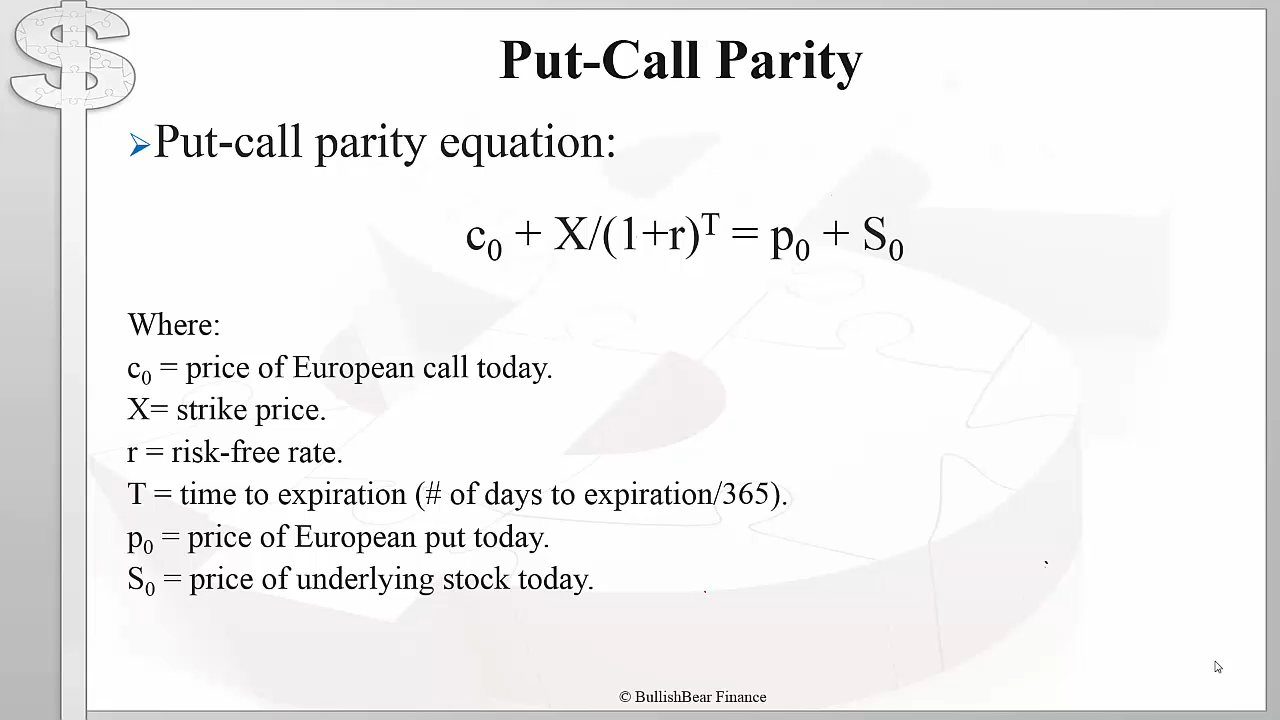 Put-Call Parity
Put-call parity equation:
c₀ + X/(1+r)ᵀ = p₀ + S₀
Where:
c₀ = price of European call today.
X= strike price.
r = risk-free rate.
T = time to expiration (# of days to expiration/365).
p₀ = price of European put today.
S₀ = price of underlying stock today.
© BullishBear Finance